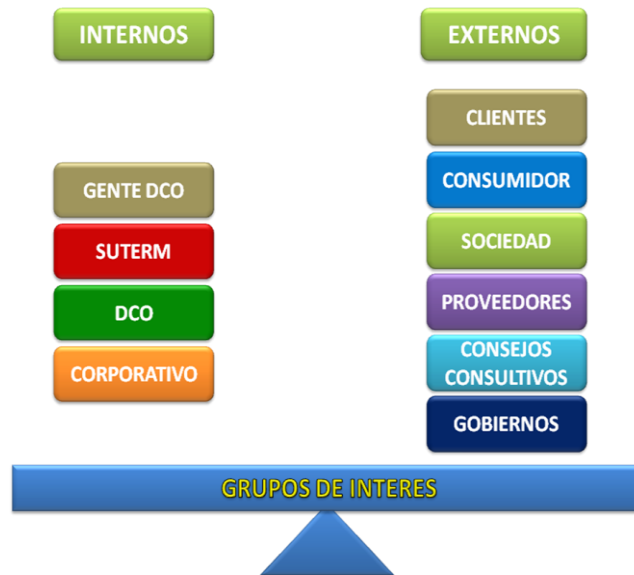 INTERNOS
GENTE DCO
SUTERM
DCO
CORPORATIVO
EXTERNOS
CLIENTES
CONSUMIDOR
SOCIEDAD
PROVEEDORES
CONSEJOS
CONSULTIVOS
GOBIERNOS
GRUPOS DE INTERES